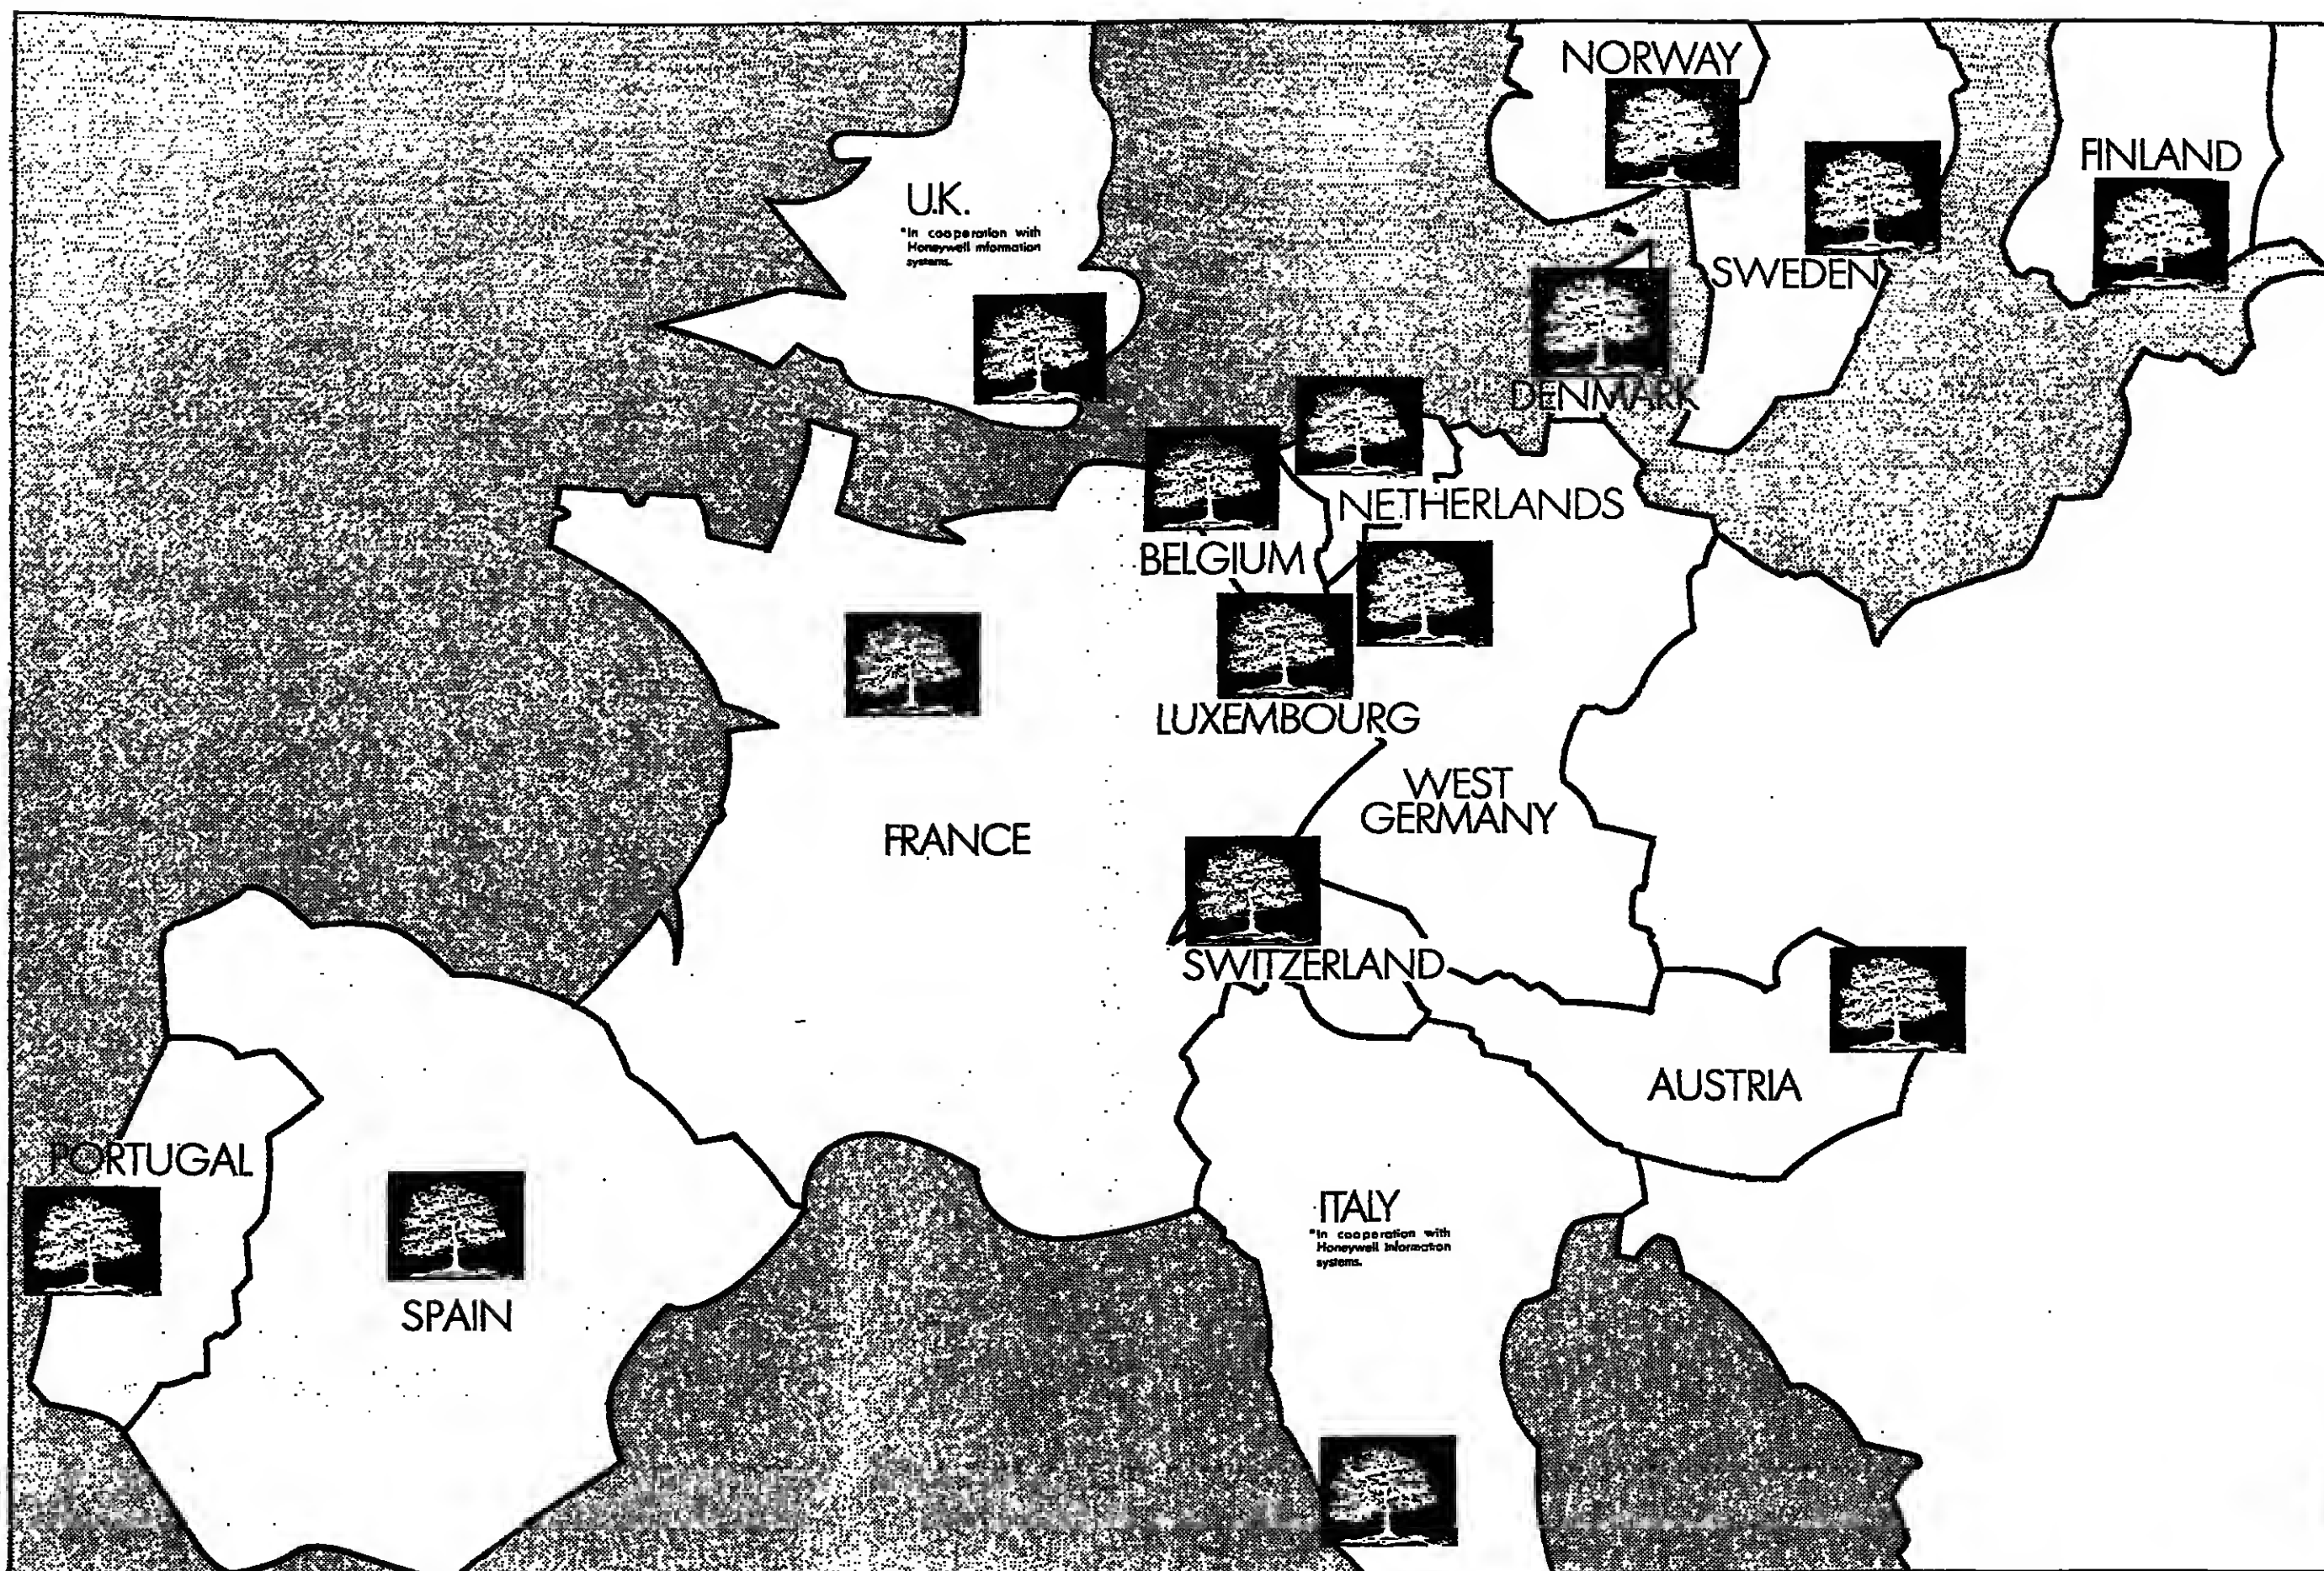 NORWAY
FINLAND
U.K.
*In cooperation with
Honeywell Information
systems.
SWEDEN
DENMARK
NETHERLANDS
BELGIUM
LUXEMBOURG
WEST
GERMANY
FRANCE
SWITZERLAND
AUSTRIA
PORTUGAL
ITALY
*In cooperation with
Honeywell Information
systems.
SPAIN